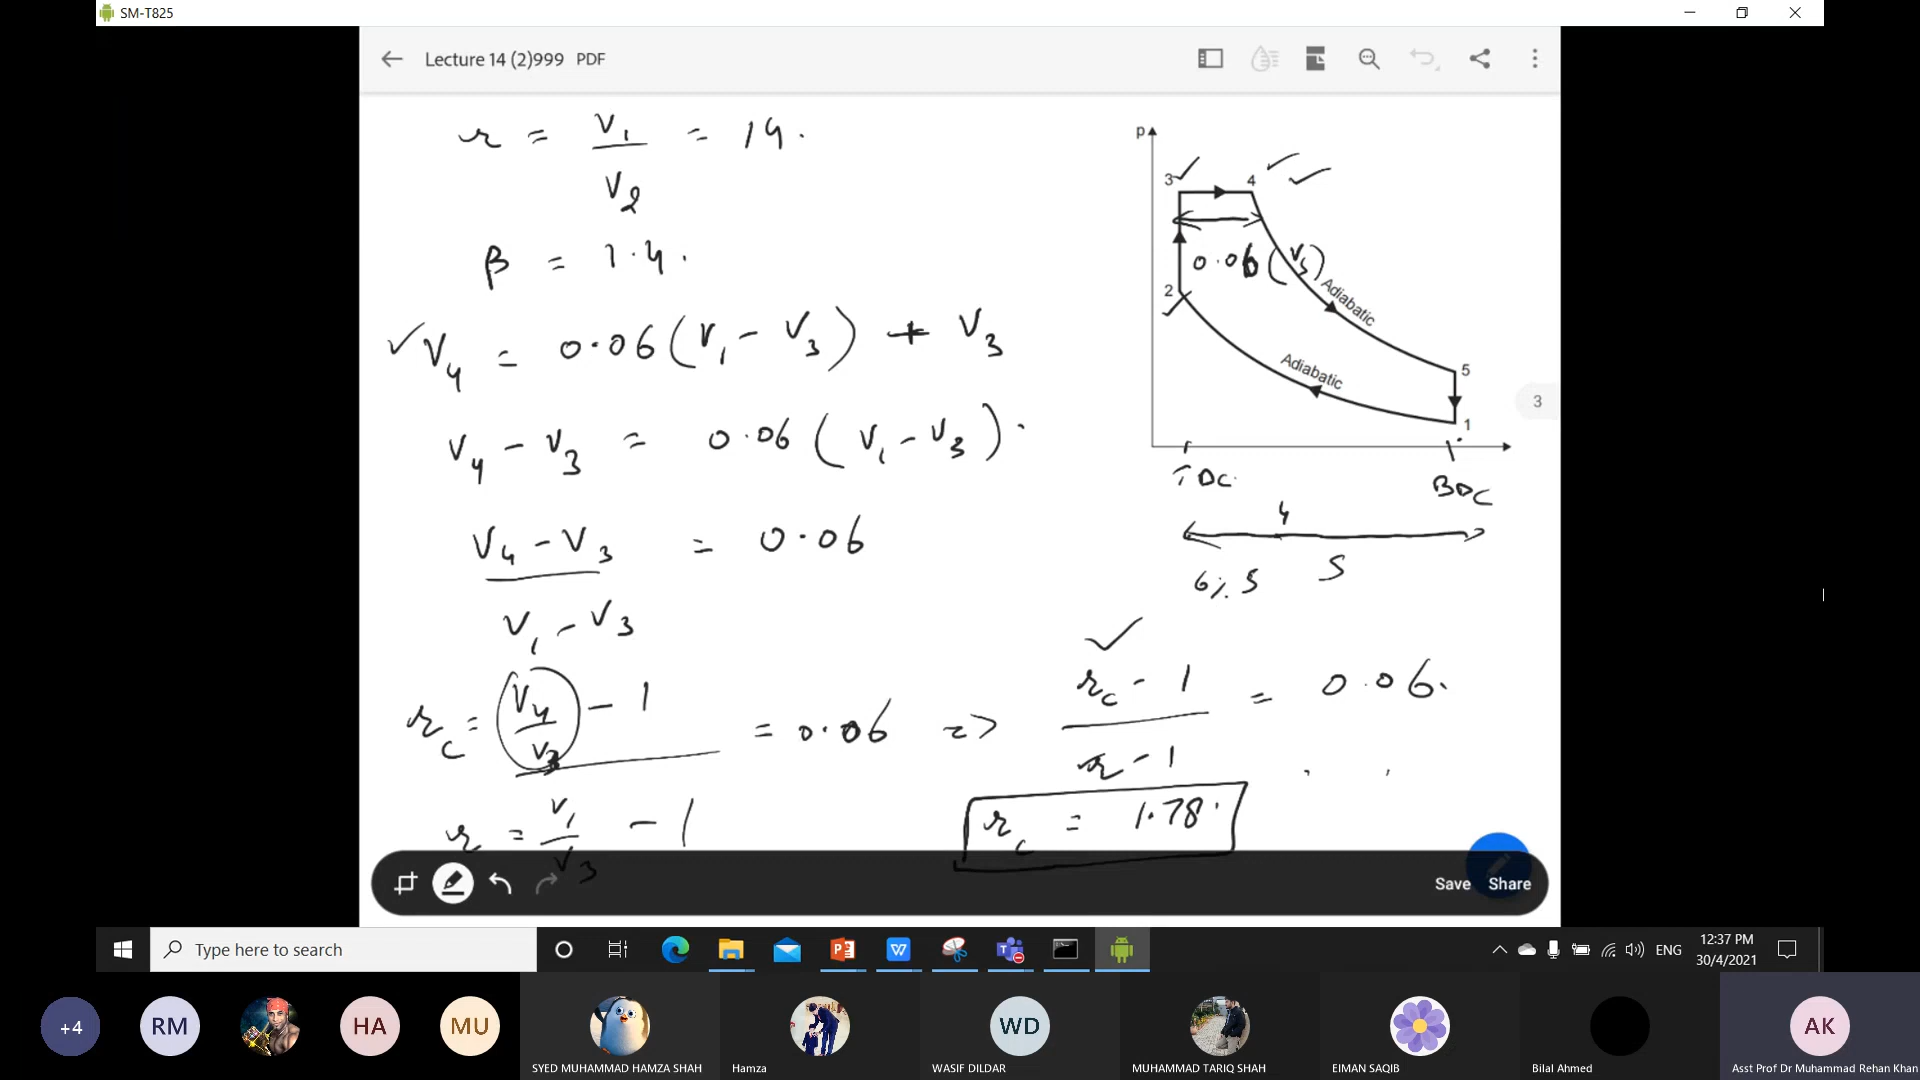 SM-T825
Lecture 14 (2)999 PDF
r = V1 / V2 = 14.
β = 1.4.
✓ V4 = 0.06 (V1 - V3) + V3
V4 - V3 = 0.06 (V1 - V3).
V4 - V3 / V1 - V3 = 0.06
rc = V4 / V3 - 1
r = V1 / V3 - 1
= 0.06 => rc - 1 / r - 1 = 0.06.
rc = 1.78.
p
3 ✓ 4 ✓ ✓
0.06 (Vs)
2 ✓
Adiabatic
Adiabatic
5
1
TDC
BDC
4
6% S
S
✓
3
Save Share
Type here to search
ENG
12:37 PM
30/4/2021
+4
RM
HA
MU
WD
AK
SYED MUHAMMAD HAMZA SHAH
Hamza
WASIF DILDAR
MUHAMMAD TARIQ SHAH
EIMAN SAQIB
Bilal Ahmed
Asst Prof Dr Muhammad Rehan Khan